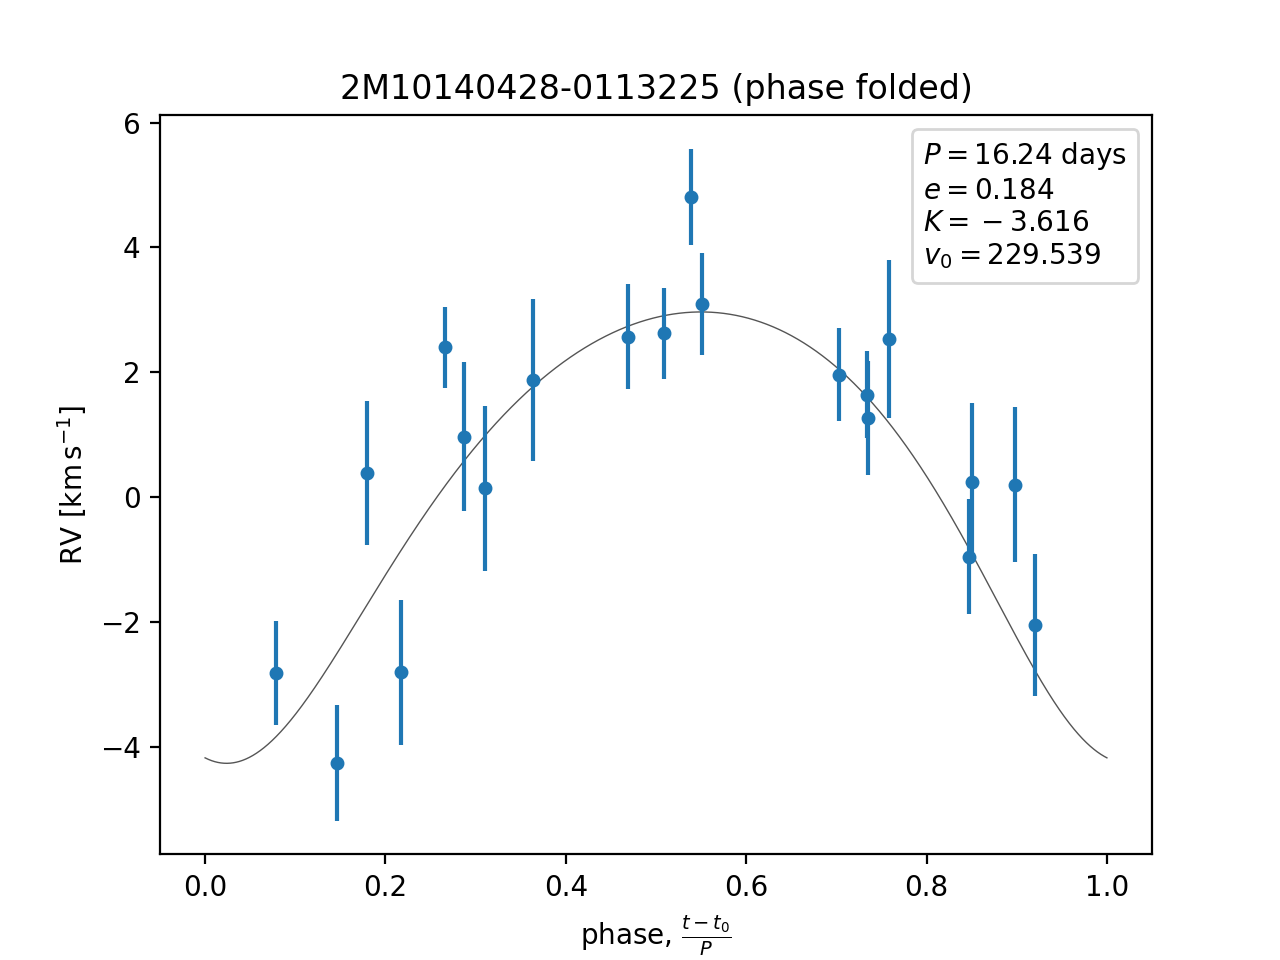 2M10140428-0113225 (phase folded)
P = 16.24 days
e = 0.184
K = −3.616
v₀ = 229.539
RV [km s⁻¹]
6
4
2
0
−2
−4
0.0 0.2 0.4 0.6 0.8 1.0
phase, (t − t₀)/P